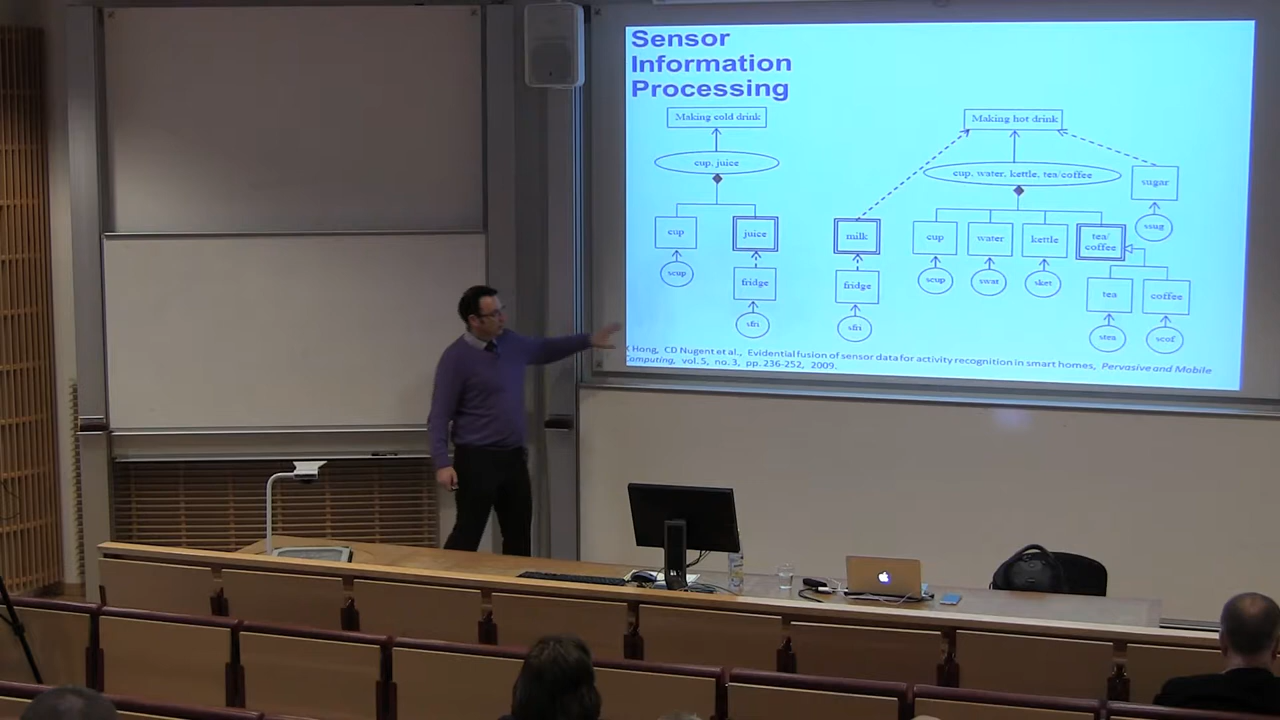 Sensor
Information
Processing
Making cold drink
Making hot drink
cup, juice
cup, water, kettle, tea/coffee
sugar
cup
juice
milk
cup
water
kettle
tea/
coffee
ssug
scup
fridge
fridge
scup
swat
sket
tea
coffee
sfri
sfri
stea
scof
Hong, CD Nugent et al., Evidential fusion of sensor data for activity recognition in smart homes, Pervasive and Mobile
Computing, vol.5, no.3, pp.236-252, 2009.